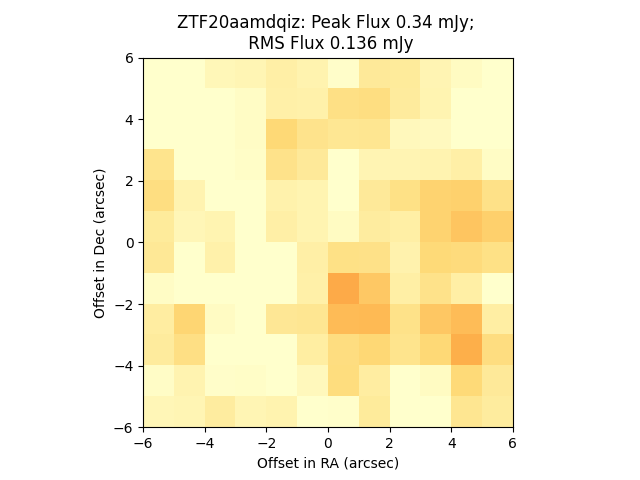 ZTF20aamdqiz: Peak Flux 0.34 mJy;
RMS Flux 0.136 mJy
6
4
2
0
−2
−4
−6
Offset in Dec (arcsec)
−6 −4 −2 0 2 4 6
Offset in RA (arcsec)